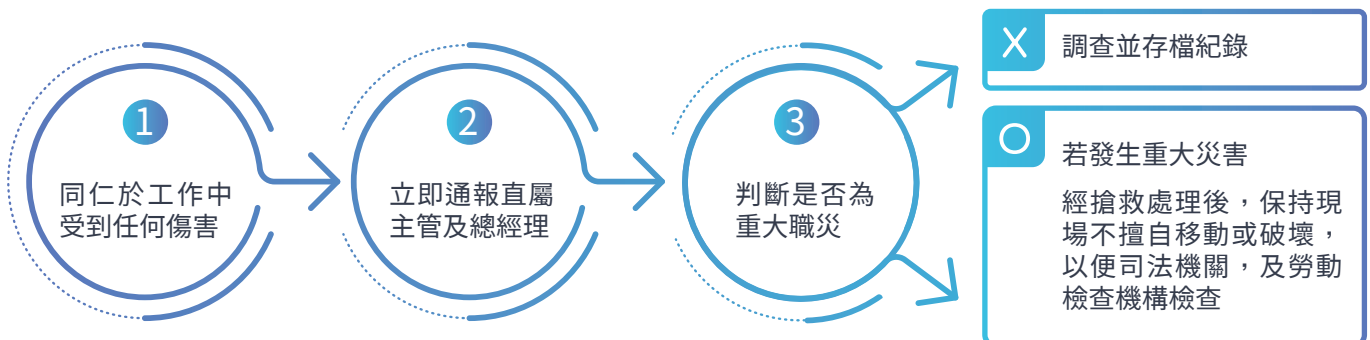 1
同仁於工作中
受到任何傷害
2
立即通報直屬
主管及總經理
3
判斷是否為
重大職災
X
調查並存檔紀錄
O
若發生重大災害
經搶救處理後，保持現
場不擅自移動或破壞，
以便司法機關，及勞動
檢查機構檢查